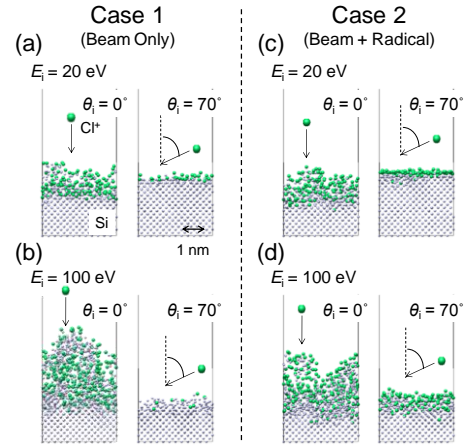 Case 1
(Beam Only)
Case 2
(Beam + Radical)
(a)
E_i = 20 eV
θ_i = 0°
θ_i = 70°
Cl⁺
Si
1 nm
(b)
E_i = 100 eV
θ_i = 0°
θ_i = 70°
(c)
E_i = 20 eV
θ_i = 0°
θ_i = 70°
(d)
E_i = 100 eV
θ_i = 0°
θ_i = 70°